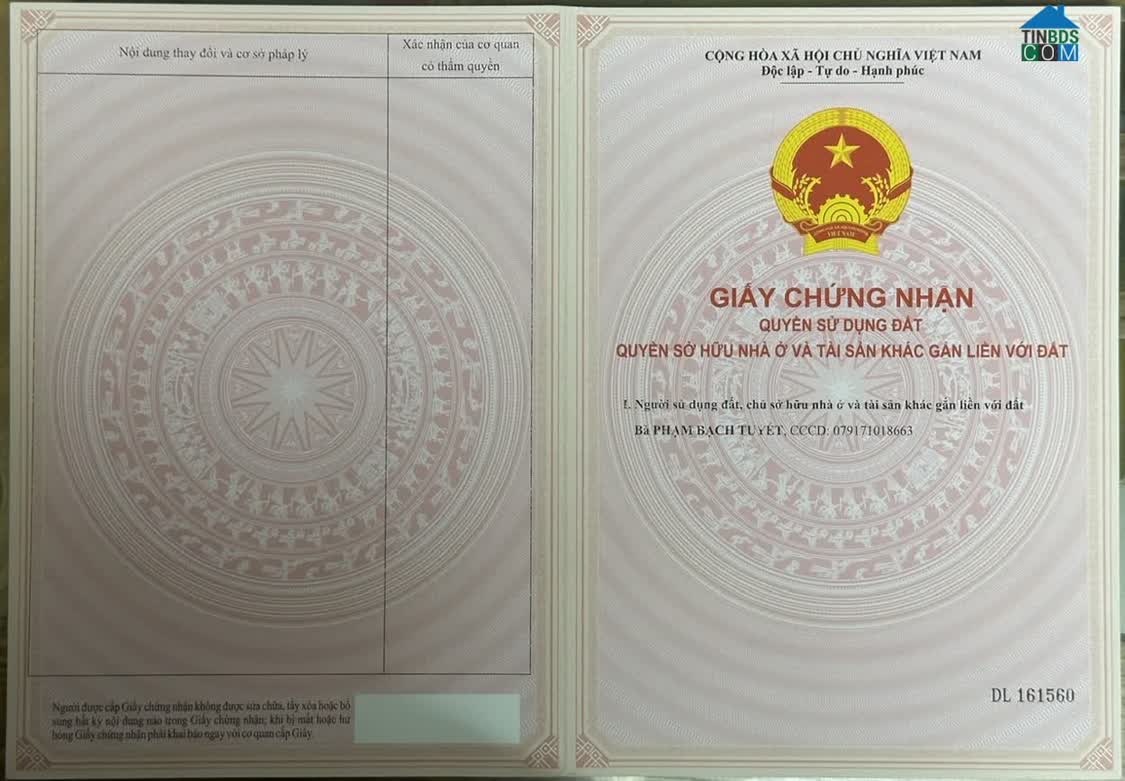 Nội dung thay đổi và cơ sở pháp lý
Xác nhận của cơ quan
có thẩm quyền
Người được cấp Giấy chứng nhận không được sửa chữa, tẩy xóa hoặc bổ
sung bất kỳ nội dung nào trong Giấy chứng nhận; khi bị mất hoặc hư
hỏng Giấy chứng nhận phải khai báo ngay với cơ quan cấp Giấy.
TINBDS
COM
CỘNG HÒA XÃ HỘI CHỦ NGHĨA VIỆT NAM
Độc lập - Tự do - Hạnh phúc
VIỆT NAM
GIẤY CHỨNG NHẬN
QUYỀN SỬ DỤNG ĐẤT
QUYỀN SỞ HỮU NHÀ Ở VÀ TÀI SẢN KHÁC GẮN LIỀN VỚI ĐẤT
I. Người sử dụng đất, chủ sở hữu nhà ở và tài sản khác gắn liền với đất
Bà PHẠM BẠCH TUYẾT, CCCD: 079171018663
DL 161560